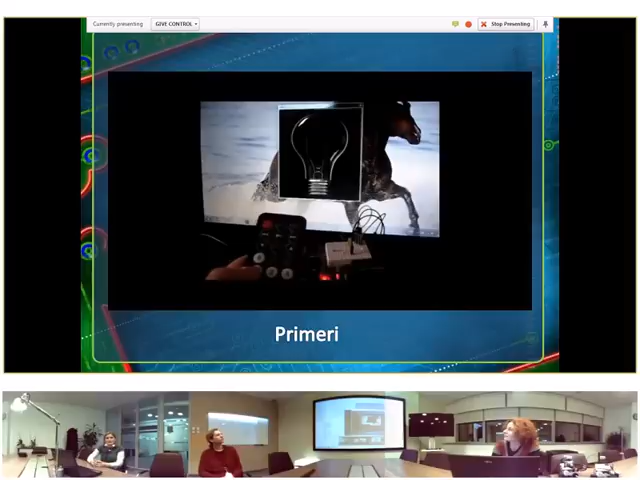 Currently presenting
GIVE CONTROL
Stop Presenting
Primeri